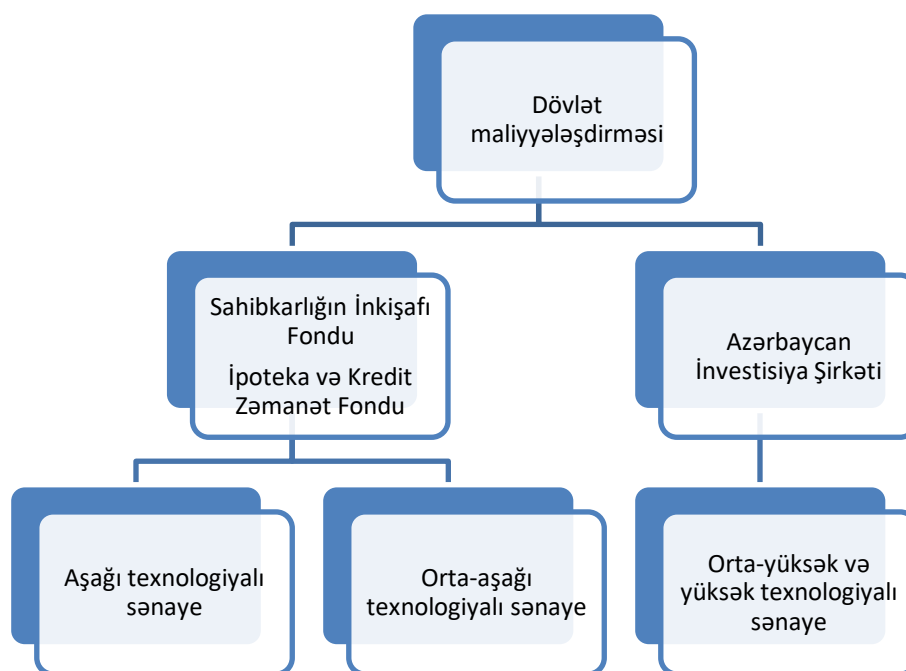 Dövlət
maliyyələşdirməsi
Sahibkarlığın İnkişafı
Fondu
İpoteka və Kredit
Zəmanət Fondu
Azərbaycan
İnvestisiya Şirkəti
Aşağı texnologiyalı
sənaye
Orta-aşağı
texnologiyalı sənaye
Orta-yüksək və
yüksək texnologiyalı
sənaye